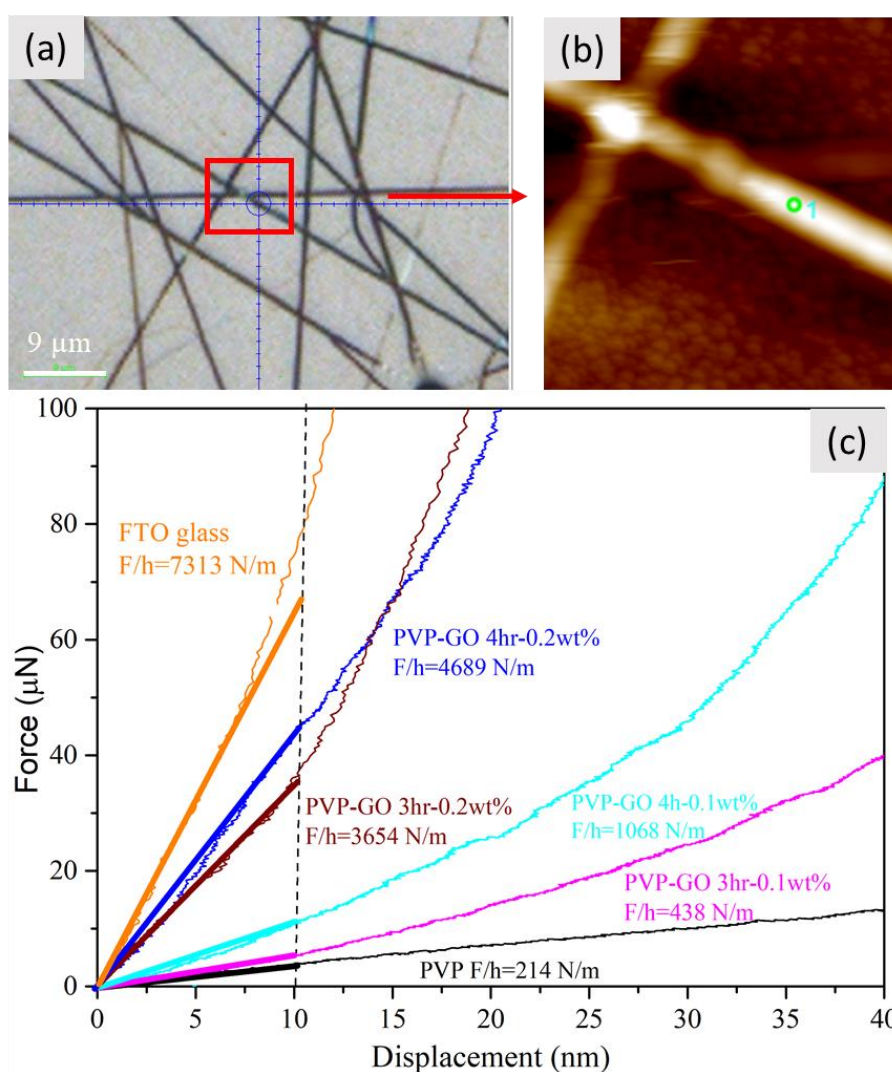 (a)
9 µm
(b)
1
(c)
100
80
60
40
20
0
Force (µN)
FTO glass
F/h=7313 N/m
PVP-GO 4hr-0.2wt%
F/h=4689 N/m
PVP-GO 3hr-0.2wt%
F/h=3654 N/m
PVP-GO 4h-0.1wt%
F/h=1068 N/m
PVP-GO 3hr-0.1wt%
F/h=438 N/m
PVP F/h=214 N/m
0 5 10 15 20 25 30 35 40
Displacement (nm)